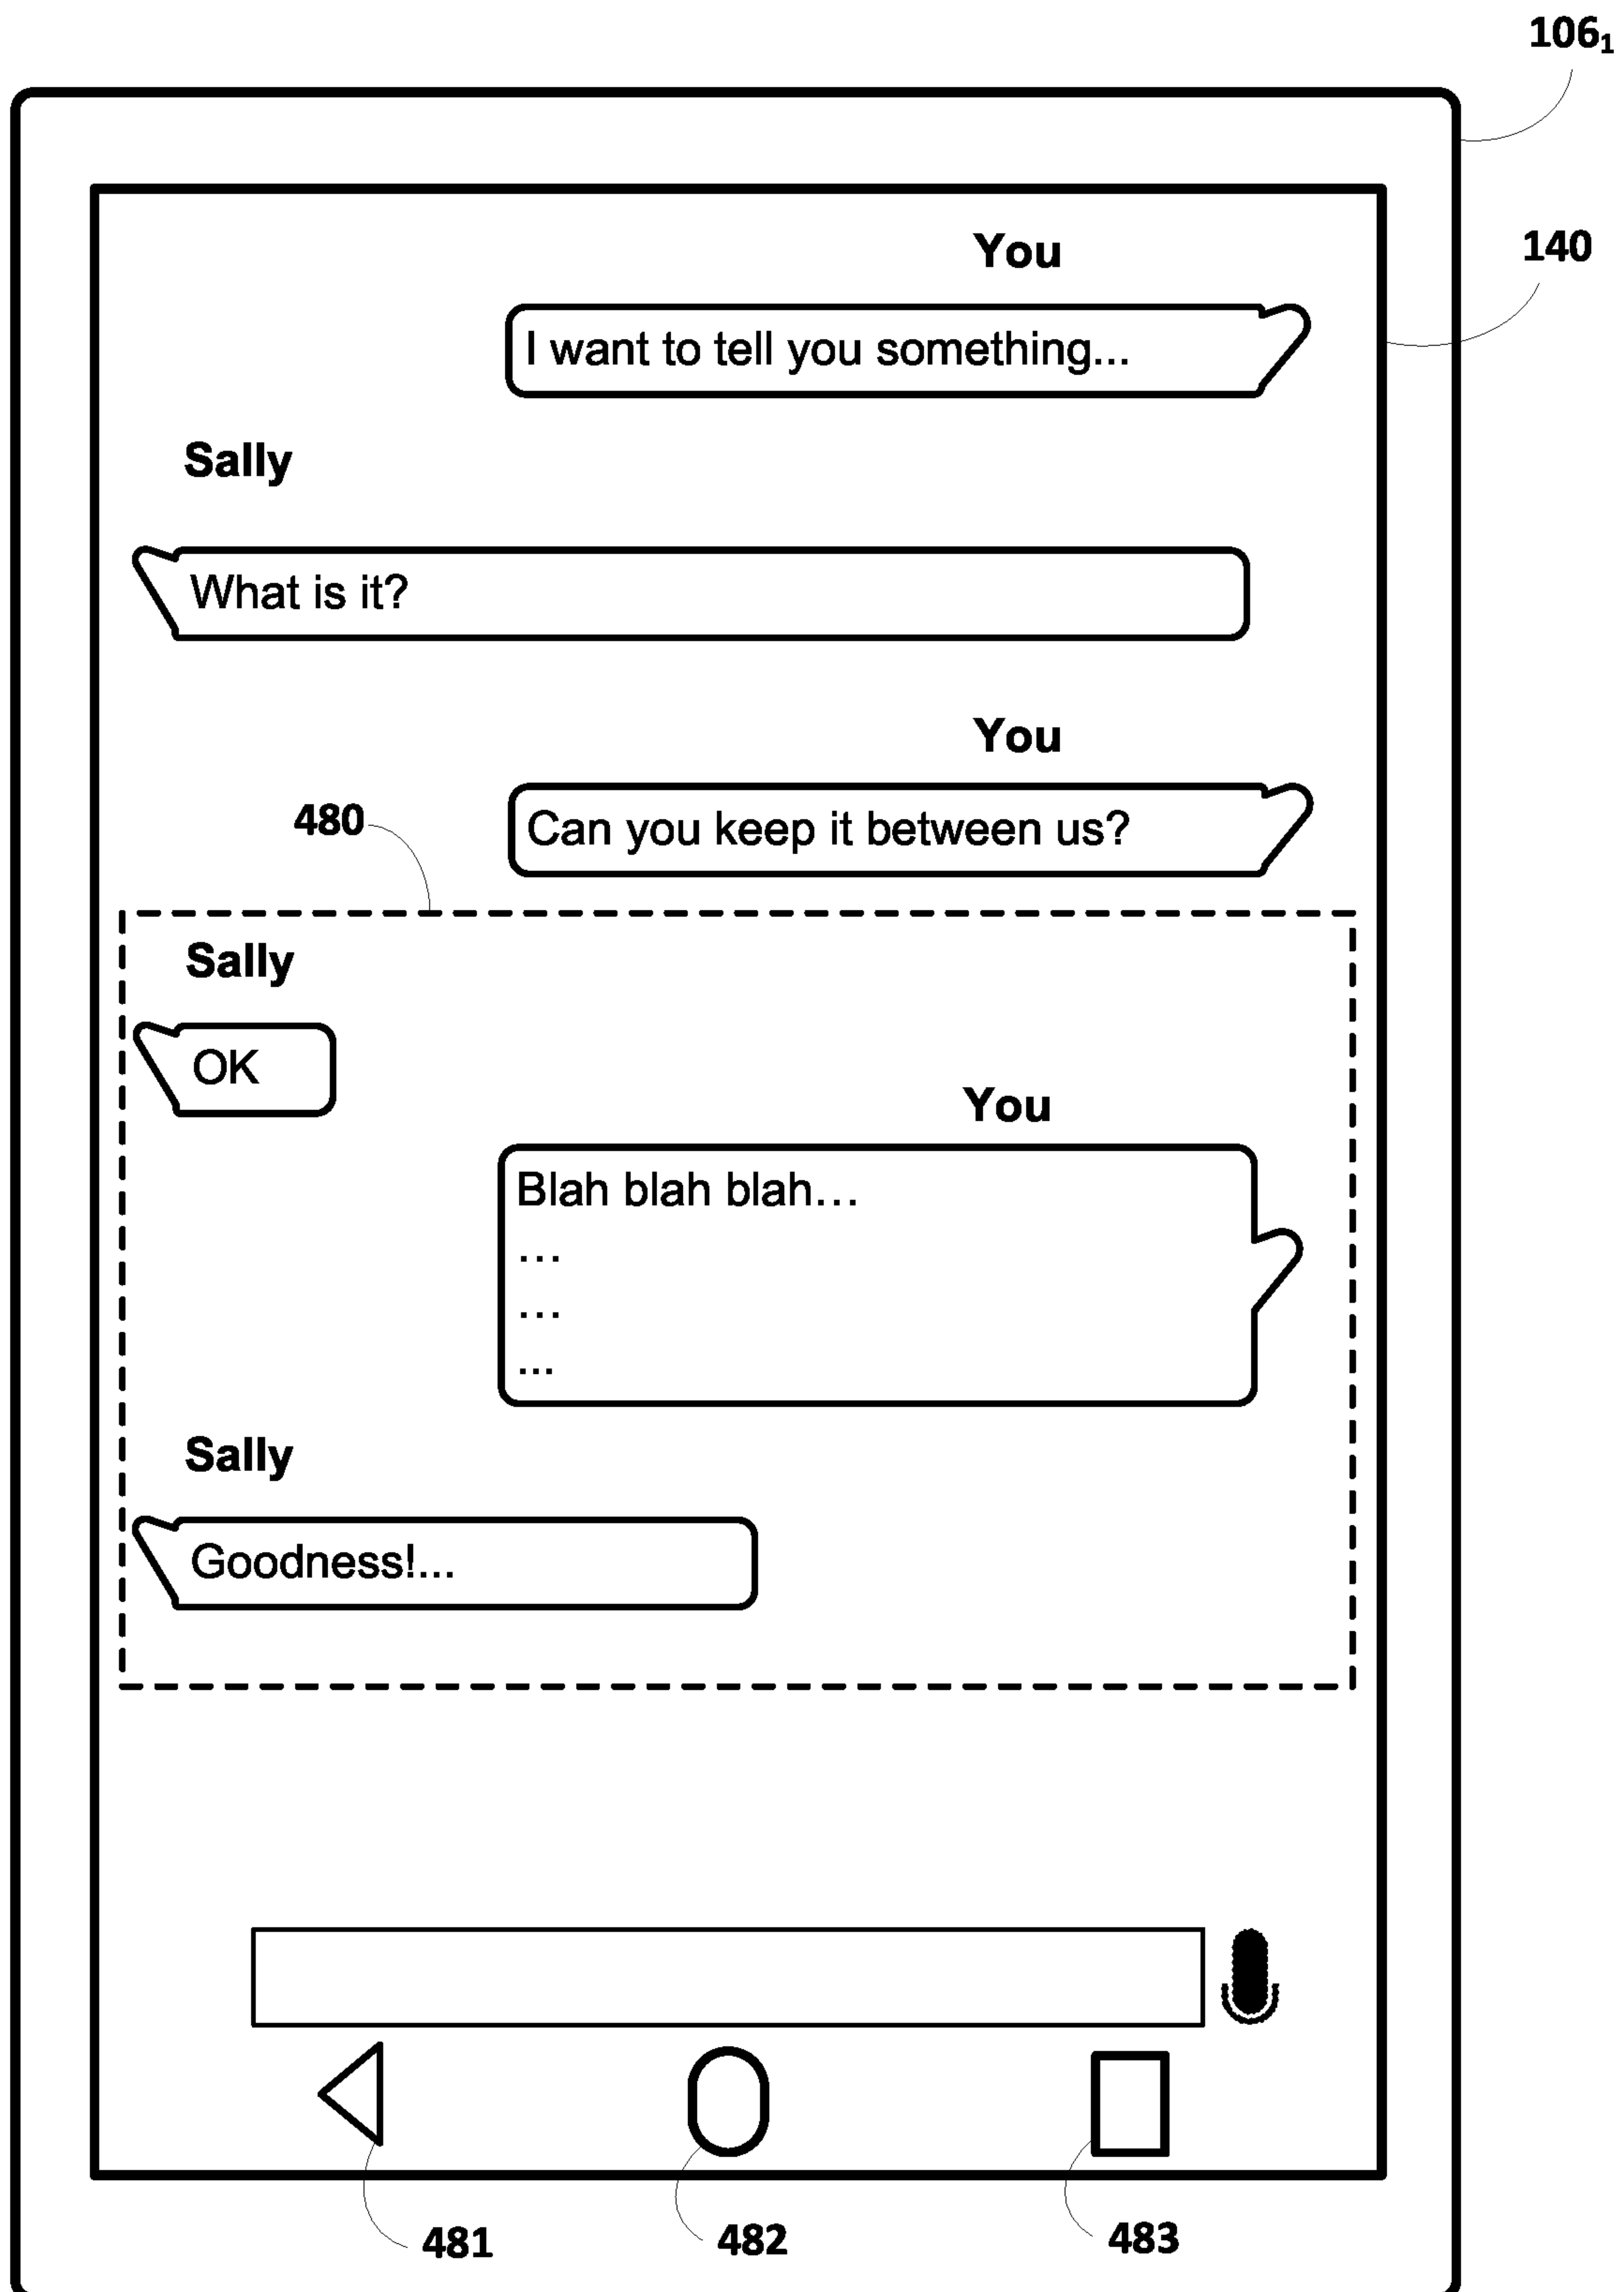 106₁
You
140
I want to tell you something...
Sally
What is it?
You
480
Can you keep it between us?
Sally
OK
You
Blah blah blah...
...
...
...
Sally
Goodness!...
481
482
483